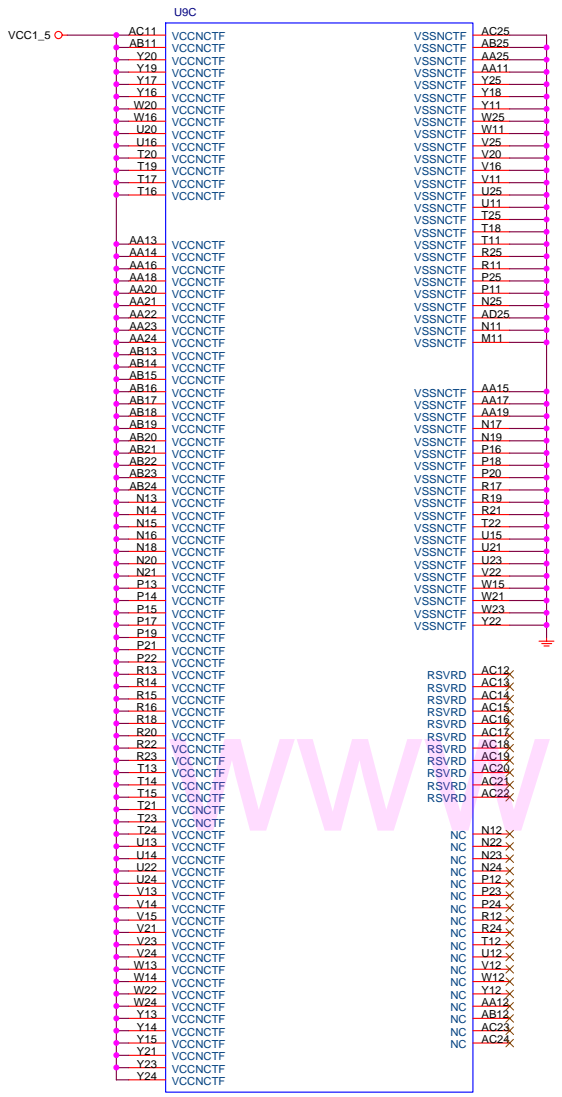 U9C
VCC1_5
AC11 VCCNCTF
AB11 VCCNCTF
Y20 VCCNCTF
Y19 VCCNCTF
Y17 VCCNCTF
Y16 VCCNCTF
W20 VCCNCTF
W16 VCCNCTF
U20 VCCNCTF
U16 VCCNCTF
T20 VCCNCTF
T19 VCCNCTF
T17 VCCNCTF
T16 VCCNCTF
AA13 VCCNCTF
AA14 VCCNCTF
AA16 VCCNCTF
AA18 VCCNCTF
AA20 VCCNCTF
AA21 VCCNCTF
AA22 VCCNCTF
AA23 VCCNCTF
AA24 VCCNCTF
AB13 VCCNCTF
AB14 VCCNCTF
AB15 VCCNCTF
AB16 VCCNCTF
AB17 VCCNCTF
AB18 VCCNCTF
AB19 VCCNCTF
AB20 VCCNCTF
AB21 VCCNCTF
AB22 VCCNCTF
AB23 VCCNCTF
AB24 VCCNCTF
N13 VCCNCTF
N14 VCCNCTF
N15 VCCNCTF
N16 VCCNCTF
N18 VCCNCTF
N20 VCCNCTF
N21 VCCNCTF
P13 VCCNCTF
P14 VCCNCTF
P15 VCCNCTF
P17 VCCNCTF
P19 VCCNCTF
P21 VCCNCTF
P22 VCCNCTF
R13 VCCNCTF
R14 VCCNCTF
R15 VCCNCTF
R16 VCCNCTF
R18 VCCNCTF
R20 VCCNCTF
R22 VCCNCTF
R23 VCCNCTF
T13 VCCNCTF
T14 VCCNCTF
T15 VCCNCTF
T21 VCCNCTF
T23 VCCNCTF
T24 VCCNCTF
U13 VCCNCTF
U14 VCCNCTF
U22 VCCNCTF
U24 VCCNCTF
V13 VCCNCTF
V14 VCCNCTF
V15 VCCNCTF
V21 VCCNCTF
V23 VCCNCTF
V24 VCCNCTF
W13 VCCNCTF
W14 VCCNCTF
W22 VCCNCTF
W24 VCCNCTF
Y13 VCCNCTF
Y14 VCCNCTF
Y15 VCCNCTF
Y21 VCCNCTF
Y23 VCCNCTF
Y24 VCCNCTF
VSSNCTF AC25
VSSNCTF AB25
VSSNCTF AA25
VSSNCTF AA11
VSSNCTF Y25
VSSNCTF Y18
VSSNCTF Y11
VSSNCTF W25
VSSNCTF W11
VSSNCTF V25
VSSNCTF V20
VSSNCTF V16
VSSNCTF V11
VSSNCTF U25
VSSNCTF U11
VSSNCTF T25
VSSNCTF T18
VSSNCTF T11
VSSNCTF R25
VSSNCTF R11
VSSNCTF P25
VSSNCTF P11
VSSNCTF N25
VSSNCTF AD25
VSSNCTF N11
VSSNCTF M11
VSSNCTF AA15
VSSNCTF AA17
VSSNCTF AA19
VSSNCTF N17
VSSNCTF N19
VSSNCTF P16
VSSNCTF P18
VSSNCTF P20
VSSNCTF R17
VSSNCTF R19
VSSNCTF R21
VSSNCTF T22
VSSNCTF U15
VSSNCTF U21
VSSNCTF U23
VSSNCTF V22
VSSNCTF W15
VSSNCTF W21
VSSNCTF W23
VSSNCTF Y22
RSVRD AC12
RSVRD AC13
RSVRD AC14
RSVRD AC15
RSVRD AC16
RSVRD AC17
RSVRD AC18
RSVRD AC19
RSVRD AC20
RSVRD AC21
RSVRD AC22
NC N12
NC N22
NC N23
NC N24
NC P12
NC P23
NC P24
NC R12
NC R24
NC T12
NC U12
NC V12
NC W12
NC Y12
NC AA12
NC AB12
NC AC23
NC AC24
www